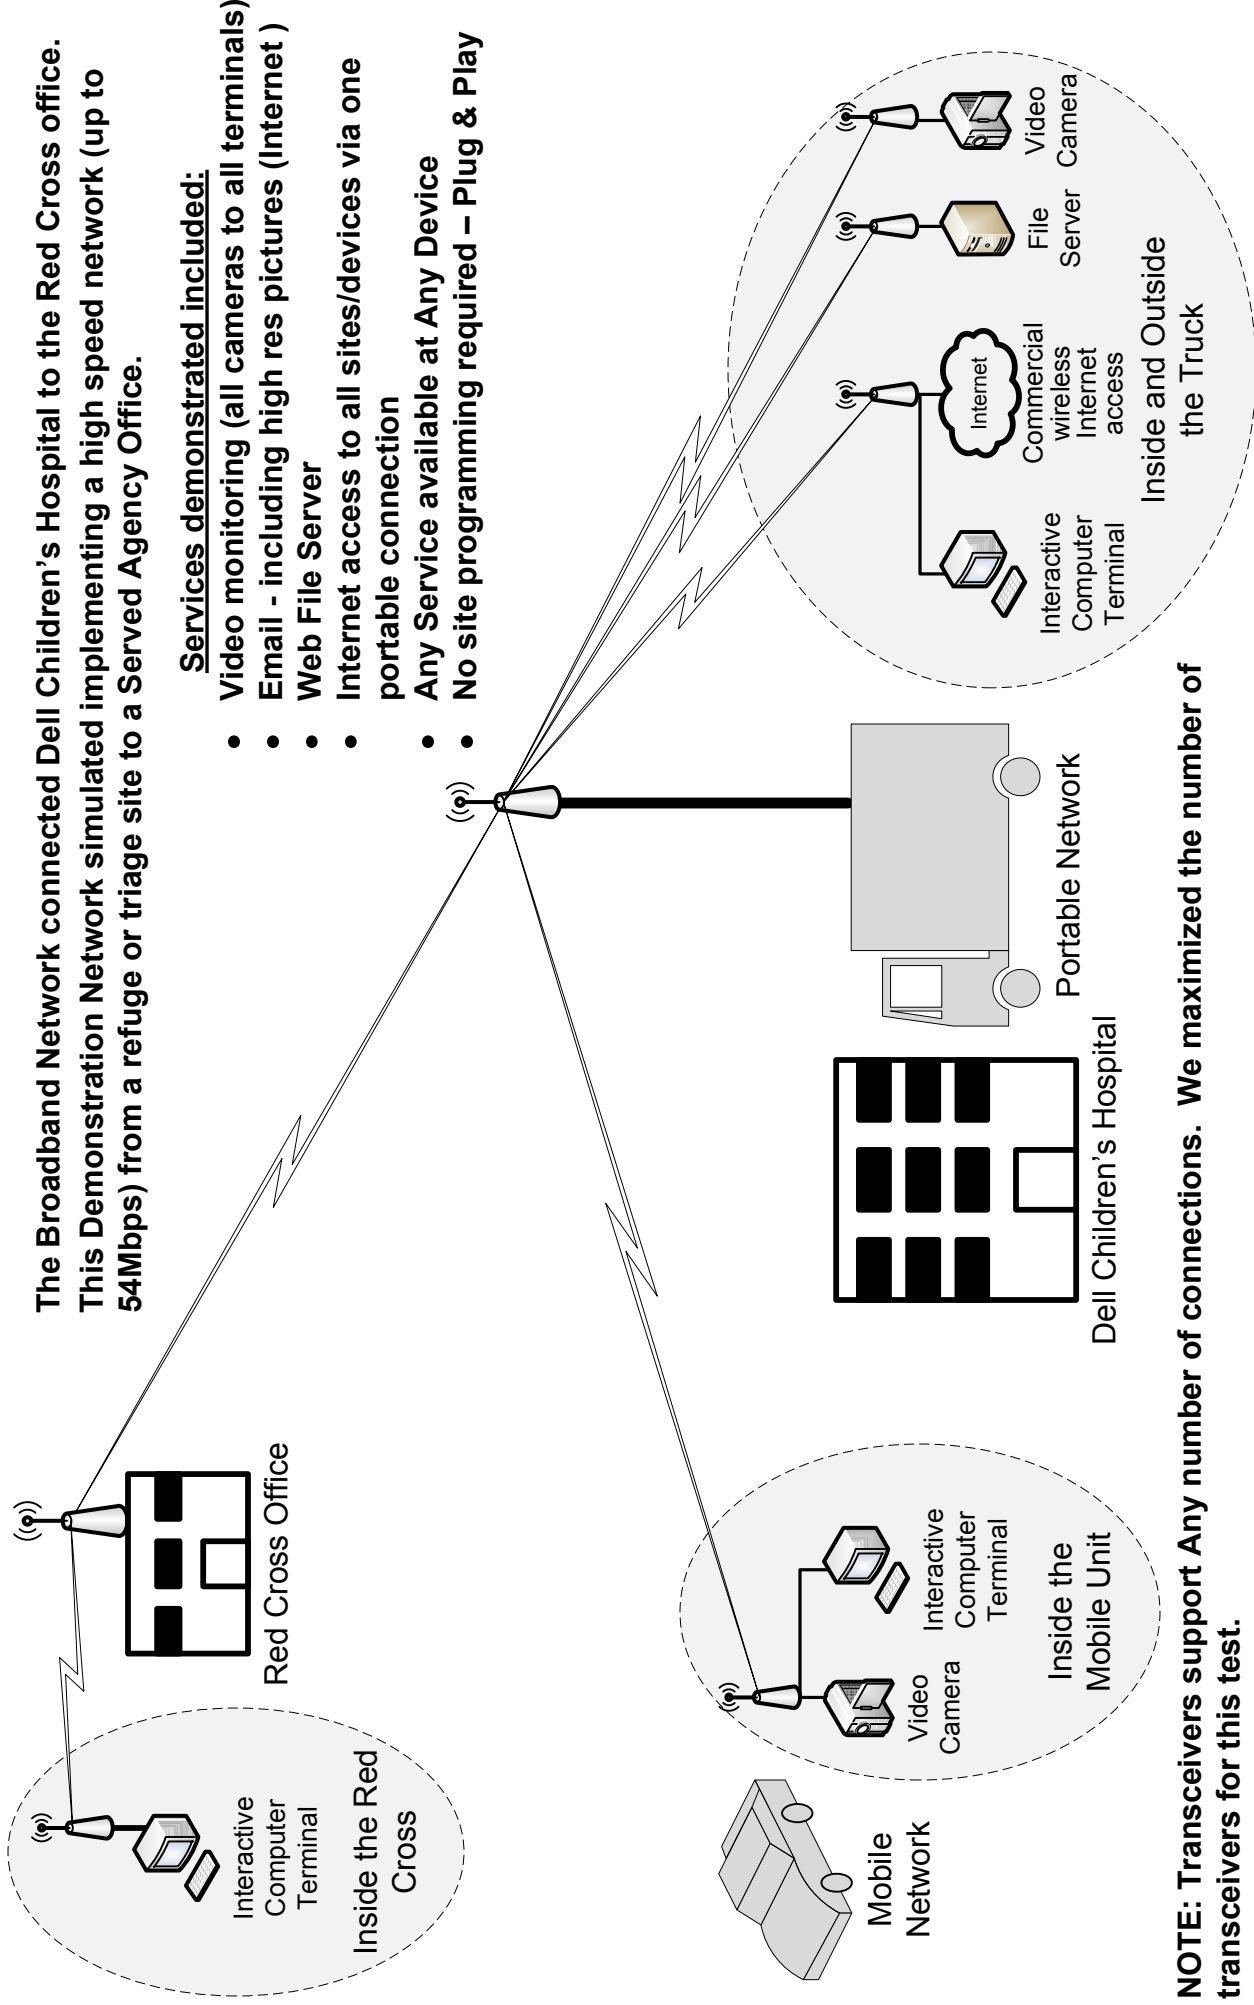 The Broadband Network connected Dell Children's Hospital to the Red Cross office.
This Demonstration Network simulated implementing a high speed network (up to
54Mbps) from a refuge or triage site to a Served Agency Office.
Services demonstrated included:
• Video monitoring (all cameras to all terminals)
• Email - including high res pictures (Internet )
• Web File Server
• Internet access to all sites/devices via one
portable connection
• Any Service available at Any Device
• No site programming required – Plug & Play
Interactive
Computer
Terminal
Inside the Red
Cross
Red Cross Office
Mobile
Network
Video
Camera
Interactive
Computer
Terminal
Inside the
Mobile Unit
Dell Children's Hospital
Portable Network
Interactive
Computer
Terminal
Internet
Commercial
wireless
Internet
access
File
Server
Video
Camera
Inside and Outside
the Truck
NOTE: Transceivers support Any number of connections. We maximized the number of
transceivers for this test.